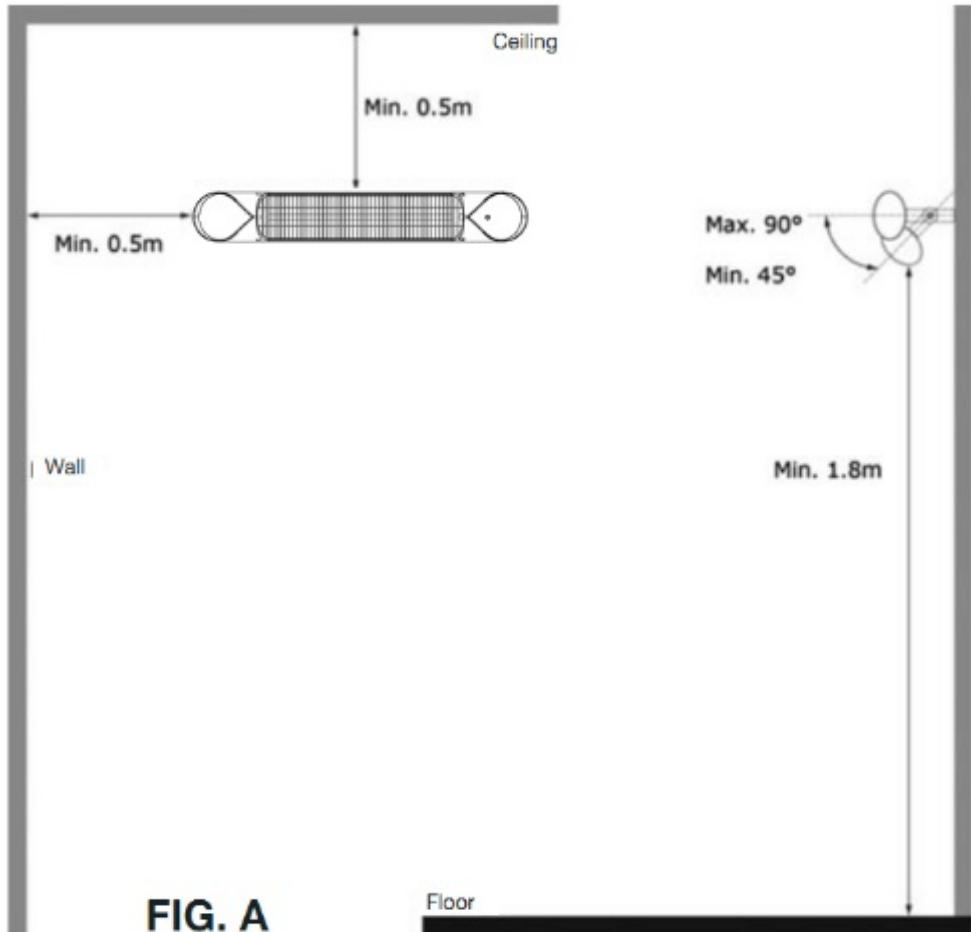 Ceiling
Min. 0.5m
Min. 0.5m
Max. 90°
Min. 45°
Wall
Min. 1.8m
Floor
FIG. A